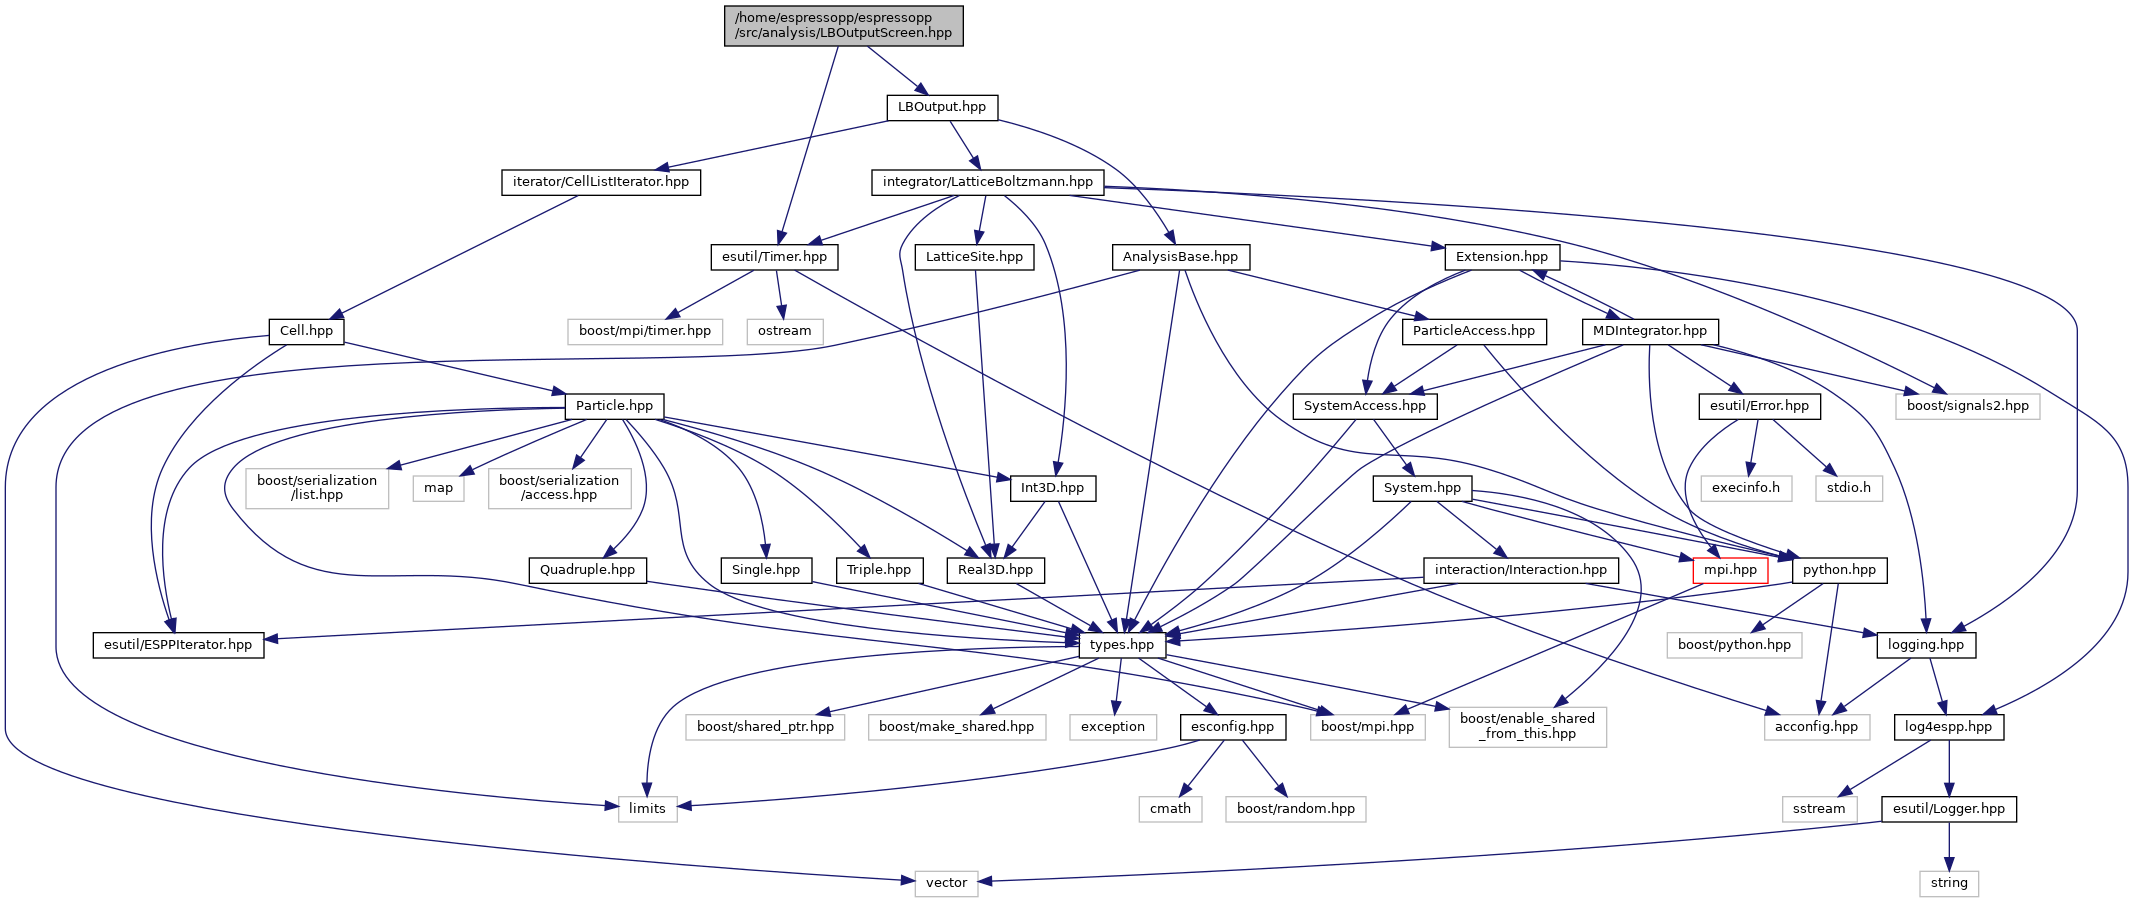 /home/espressopp/espressopp
/src/analysis/LBOutputScreen.hpp
LBOutput.hpp
iterator/CellListIterator.hpp
integrator/LatticeBoltzmann.hpp
esutil/Timer.hpp
LatticeSite.hpp
AnalysisBase.hpp
Extension.hpp
Cell.hpp
boost/mpi/timer.hpp
ostream
ParticleAccess.hpp
MDIntegrator.hpp
Particle.hpp
SystemAccess.hpp
esutil/Error.hpp
boost/signals2.hpp
boost/serialization
/list.hpp
map
boost/serialization
/access.hpp
Int3D.hpp
System.hpp
execinfo.h
stdio.h
Quadruple.hpp
Single.hpp
Triple.hpp
Real3D.hpp
interaction/Interaction.hpp
mpi.hpp
python.hpp
esutil/ESPPIterator.hpp
types.hpp
boost/python.hpp
logging.hpp
boost/shared_ptr.hpp
boost/make_shared.hpp
exception
esconfig.hpp
boost/mpi.hpp
boost/enable_shared
_from_this.hpp
acconfig.hpp
log4espp.hpp
limits
cmath
boost/random.hpp
sstream
esutil/Logger.hpp
vector
string